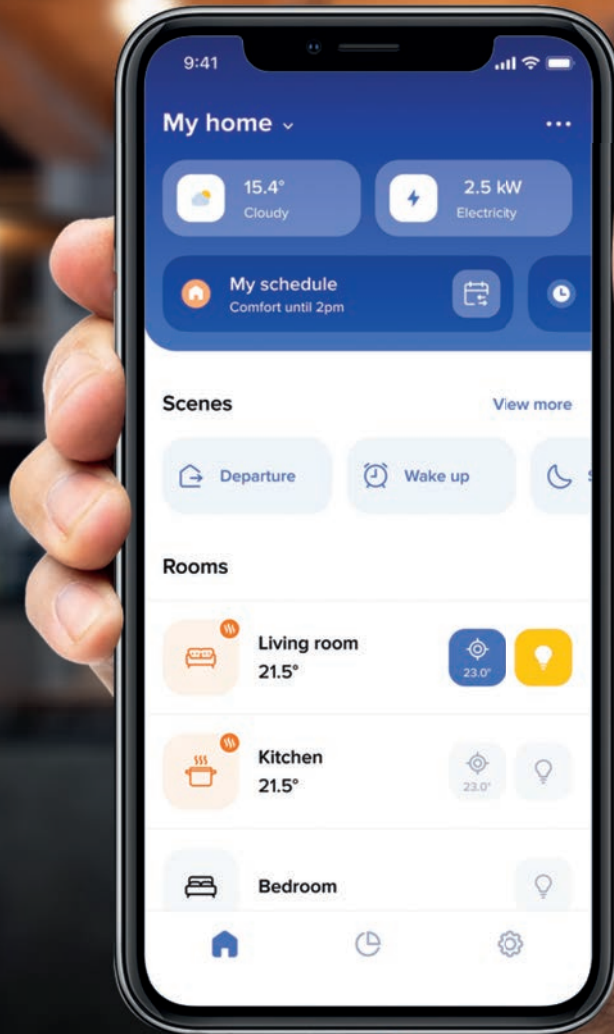 9:41
My home
15.4°
Cloudy
2.5 kW
Electricity
My schedule
Comfort until 2pm
Scenes
View more
Departure
Wake up
Rooms
Living room
21.5°
23.0°
Kitchen
21.5°
23.0°
Bedroom